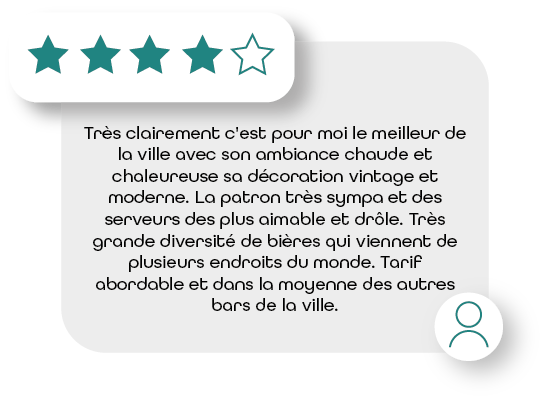 Très clairement c'est pour moi le meilleur de
la ville avec son ambiance chaude et
chaleureuse sa décoration vintage et
moderne. La patron très sympa et des
serveurs des plus aimable et drôle. Très
grande diversité de bières qui viennent de
plusieurs endroits du monde. Tarif
abordable et dans la moyenne des autres
bars de la ville.